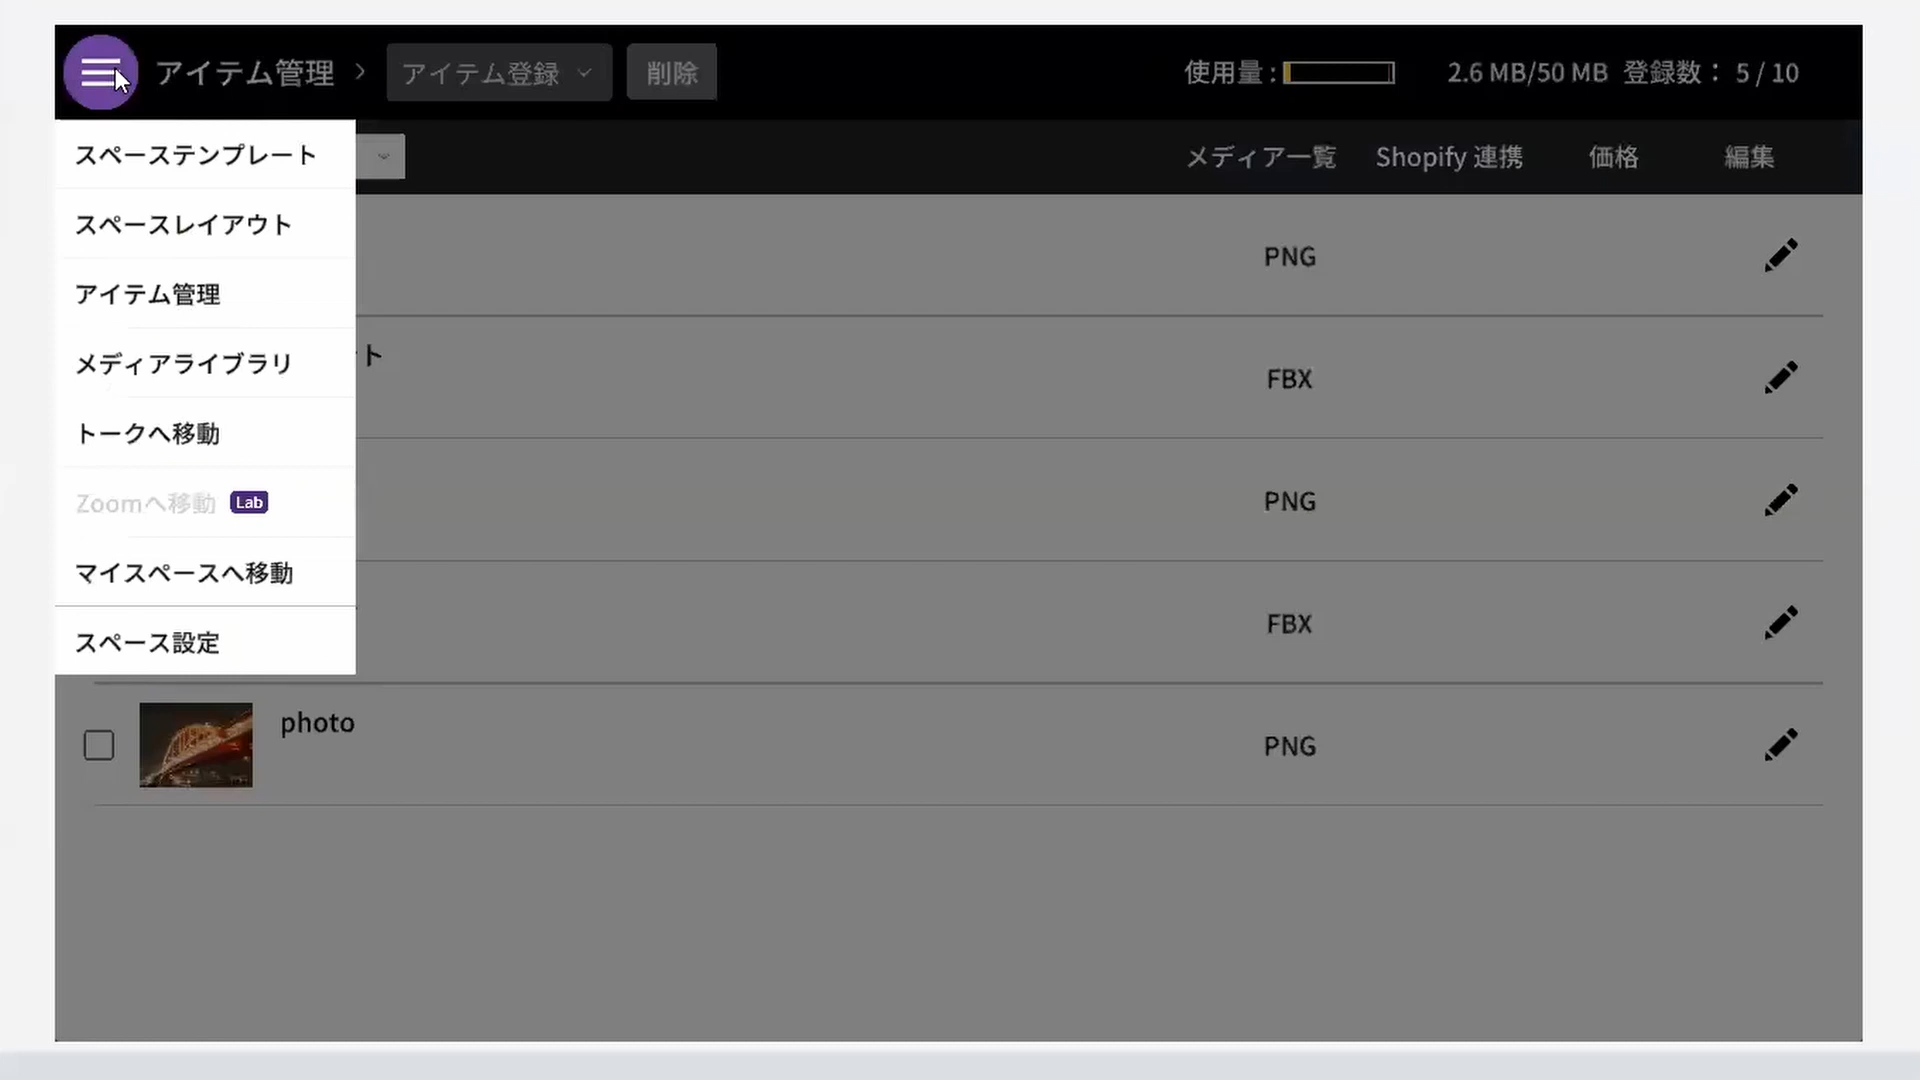 アイテム管理 > アイテム登録 削除 使用量 : 2.6 MB/50 MB 登録数： 5 / 10
メディア一覧 Shopify 連携 価格 編集
スペーステンプレート
スペースレイアウト
アイテム管理
メディアライブラリ
トークへ移動
Zoomへ移動 Lab
マイスペースへ移動
スペース設定
PNG
ト
FBX
PNG
FBX
photo
PNG